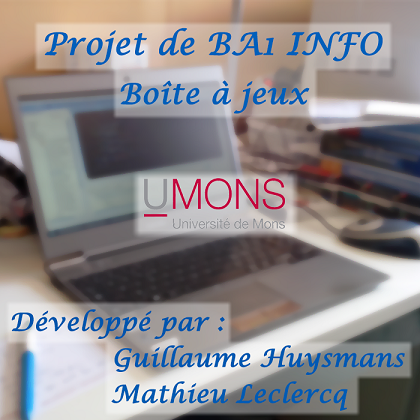 Projet de BA1 INFO
Boîte à jeux
UMONS
Université de Mons
Développé par :
Guillaume Huysmans
Mathieu Leclercq